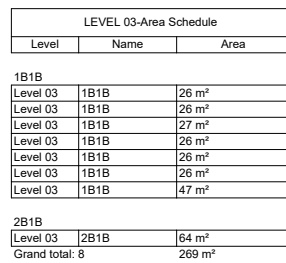 LEVEL 03-Area Schedule
Level Name Area
1B1B
Level 03 1B1B 26 m²
Level 03 1B1B 26 m²
Level 03 1B1B 27 m²
Level 03 1B1B 26 m²
Level 03 1B1B 26 m²
Level 03 1B1B 26 m²
Level 03 1B1B 47 m²
2B1B
Level 03 2B1B 64 m²
Grand total: 8 269 m²